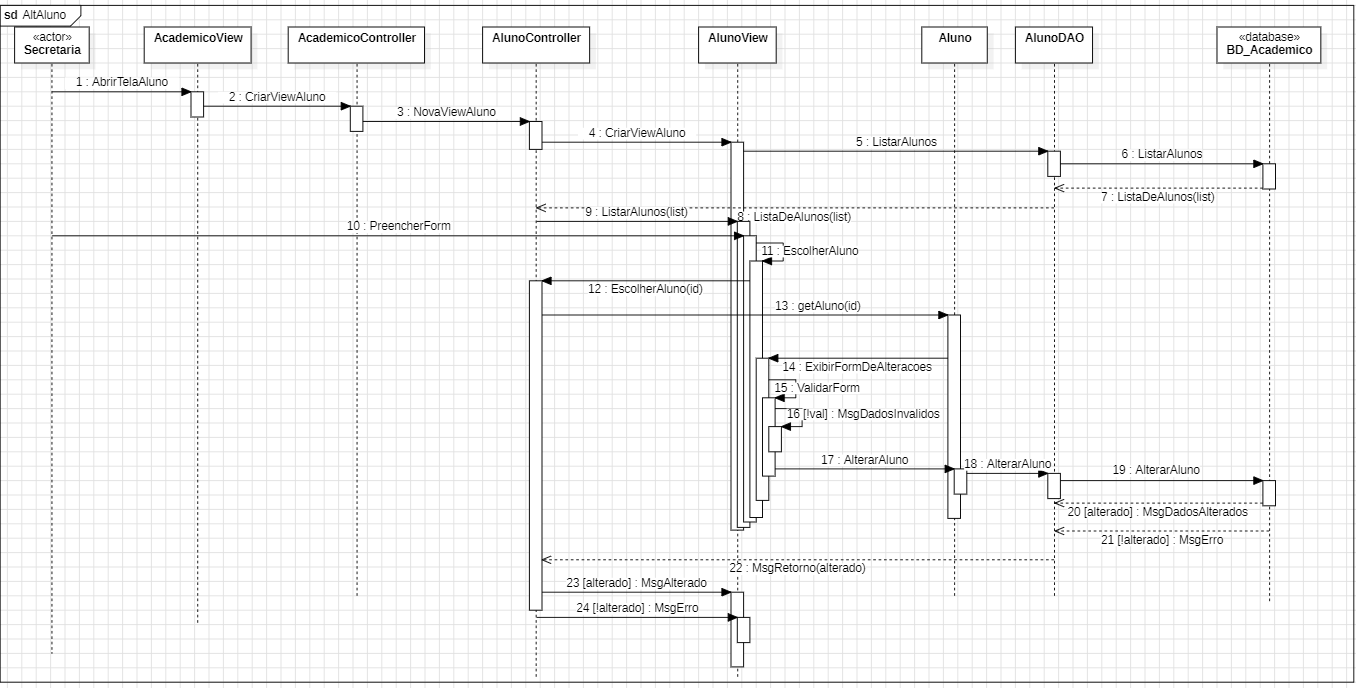 sd AltAluno
«actor»
Secretaria
AcademicoView
AcademicoController
AlunoController
AlunoView
Aluno
AlunoDAO
«database»
BD_Academico
1 : AbrirTelaAluno
2 : CriarViewAluno
3 : NovaViewAluno
4 : CriarViewAluno
5 : ListarAlunos
6 : ListarAlunos
7 : ListaDeAlunos(list)
8 : ListaDeAlunos(list)
9 : ListarAlunos(list)
10 : PreencherForm
11 : EscolherAluno
12 : EscolherAluno(id)
13 : getAluno(id)
14 : ExibirFormDeAlteracoes
15 : ValidarForm
16 [!val] : MsgDadosInvalidos
17 : AlterarAluno
18 : AlterarAluno
19 : AlterarAluno
20 [alterado] : MsgDadosAlterados
21 [!alterado] : MsgErro
22 : MsgRetorno(alterado)
23 [alterado] : MsgAlterado
24 [!alterado] : MsgErro